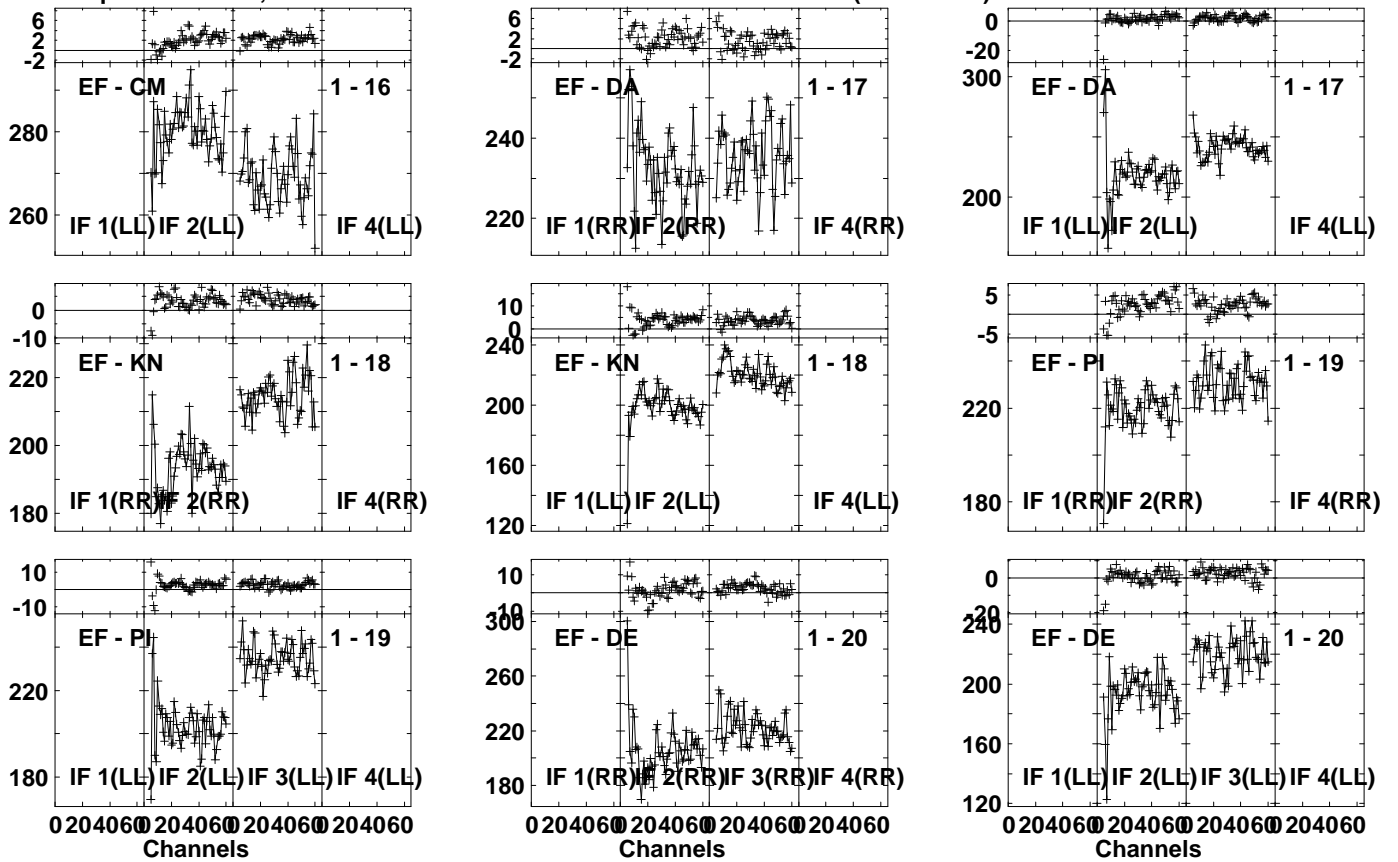 6
2
-2
EF - CM
1 - 16
280
260
IF 1(LL) IF 2(LL)
IF 4(LL)
6
2
-2
EF - DA
1 - 17
240
220
IF 1(RR) IF 2(RR)
IF 4(RR)
0
-20
300
EF - DA
1 - 17
200
IF 1(LL) IF 2(LL)
IF 4(LL)
0
-10
EF - KN
1 - 18
220
200
180
IF 1(RR) IF 2(RR)
IF 4(RR)
10
0
240
EF - KN
1 - 18
200
160
120
IF 1(LL) IF 2(LL)
IF 4(LL)
5
-5
EF - PI
1 - 19
220
180
IF 1(RR) IF 2(RR)
IF 4(RR)
10
-10
EF - PI
1 - 19
220
180
IF 1(LL) IF 2(LL) IF 3(LL) IF 4(LL)
0 20 40 60 0 20 40 60 0 20 40 60 0 20 40 60
Channels
10
-10
300
EF - DE
1 - 20
260
220
180
IF 1(RR) IF 2(RR) IF 3(RR) IF 4(RR)
0 20 40 60 0 20 40 60 0 20 40 60 0 20 40 60
Channels
0
-20
240
EF - DE
1 - 20
200
160
120
IF 1(LL) IF 2(LL) IF 3(LL) IF 4(LL)
0 20 40 60 0 20 40 60 0 20 40 60 0 20 40 60
Channels